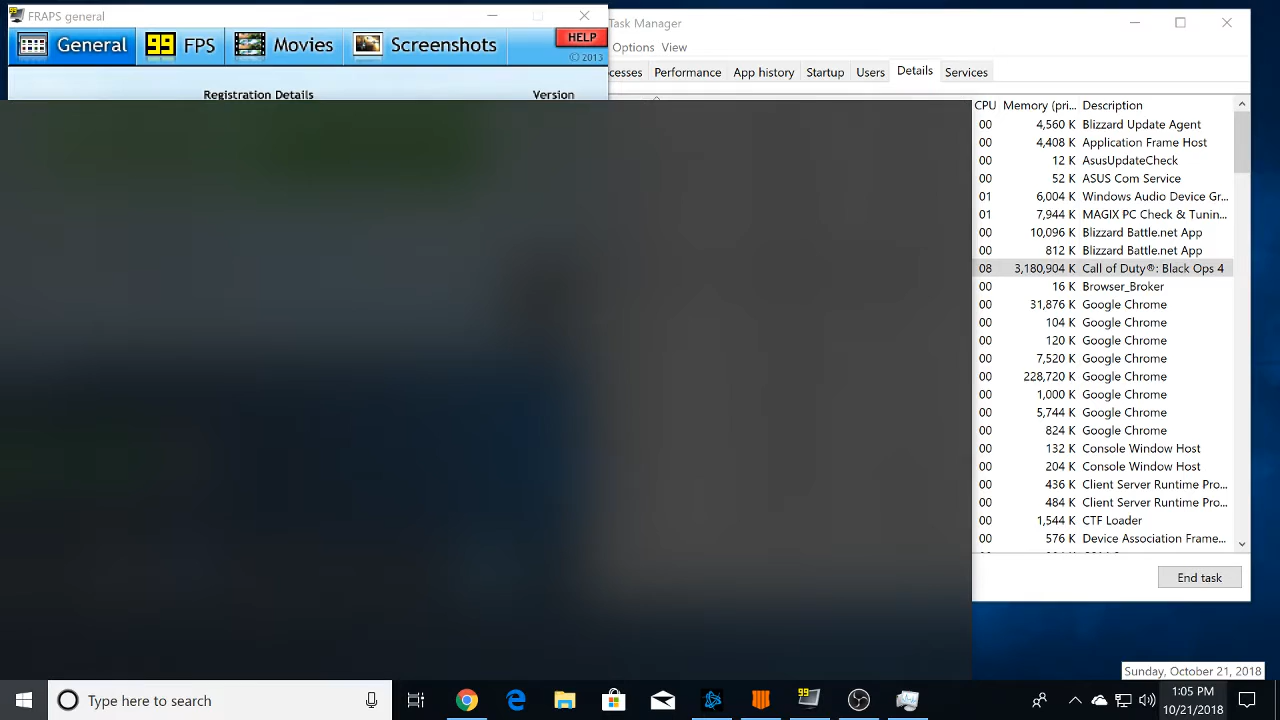 FRAPS general
General
99 FPS
Movies
Screenshots
HELP
© 2013
Registration Details
Version
Task Manager
Options View
cesses Performance App history Startup Users Details Services
CPU Memory (pri... Description
00 4,560 K Blizzard Update Agent
00 4,408 K Application Frame Host
00 12 K AsusUpdateCheck
00 52 K ASUS Com Service
01 6,004 K Windows Audio Device Gr...
01 7,944 K MAGIX PC Check & Tunin...
00 10,096 K Blizzard Battle.net App
00 812 K Blizzard Battle.net App
08 3,180,904 K Call of Duty®: Black Ops 4
00 16 K Browser_Broker
00 31,876 K Google Chrome
00 104 K Google Chrome
00 120 K Google Chrome
00 7,520 K Google Chrome
00 228,720 K Google Chrome
00 1,000 K Google Chrome
00 5,744 K Google Chrome
00 824 K Google Chrome
00 132 K Console Window Host
00 204 K Console Window Host
00 436 K Client Server Runtime Pro...
00 484 K Client Server Runtime Pro...
00 1,544 K CTF Loader
00 576 K Device Association Frame...
End task
Sunday, October 21, 2018
Type here to search
99
1:05 PM
10/21/2018